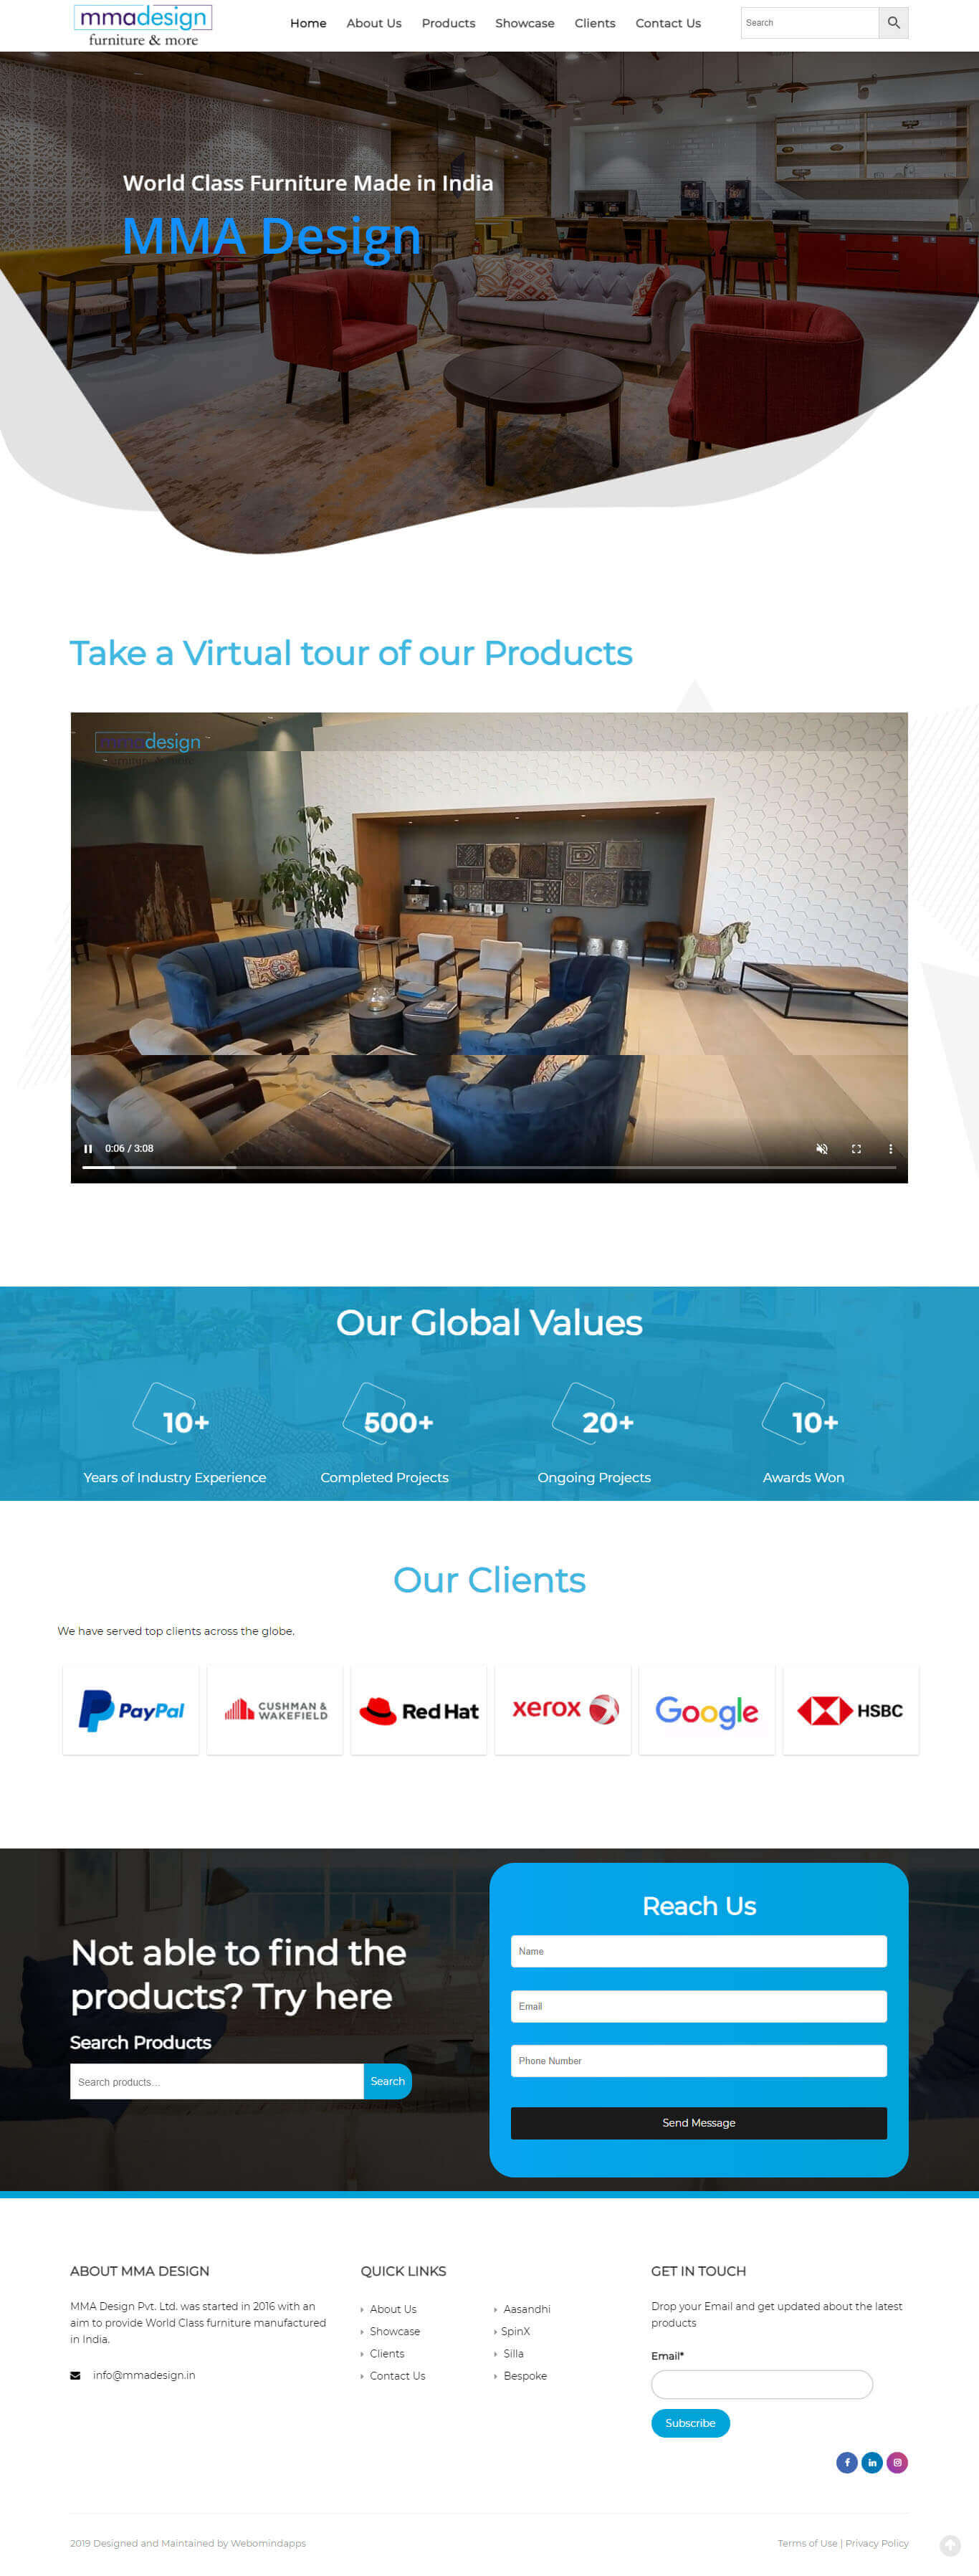 mmadesign
furniture & more
Home About Us Products Showcase Clients Contact Us
Search
World Class Furniture Made in India
MMA Design
Take a Virtual tour of our Products
mmadesign
0:06 / 3:08
Our Global Values
10+ 500+ 20+ 10+
Years of Industry Experience Completed Projects Ongoing Projects Awards Won
Our Clients
We have served top clients across the globe.
PayPal
CUSHMAN &
WAKEFIELD
Red Hat
xerox
Google
HSBC
Not able to find the
products? Try here
Search Products
Search products...
Search
Reach Us
Name
Email
Phone Number
Send Message
ABOUT MMA DESIGN
MMA Design Pvt. Ltd. was started in 2016 with an
aim to provide World Class furniture manufactured
in India.
info@mmadesign.in
QUICK LINKS
About Us
Showcase
Clients
Contact Us
Aasandhi
SpinX
Silla
Bespoke
GET IN TOUCH
Drop your Email and get updated about the latest
products
Email*
Subscribe
2019 Designed and Maintained by Webomindapps
Terms of Use | Privacy Policy